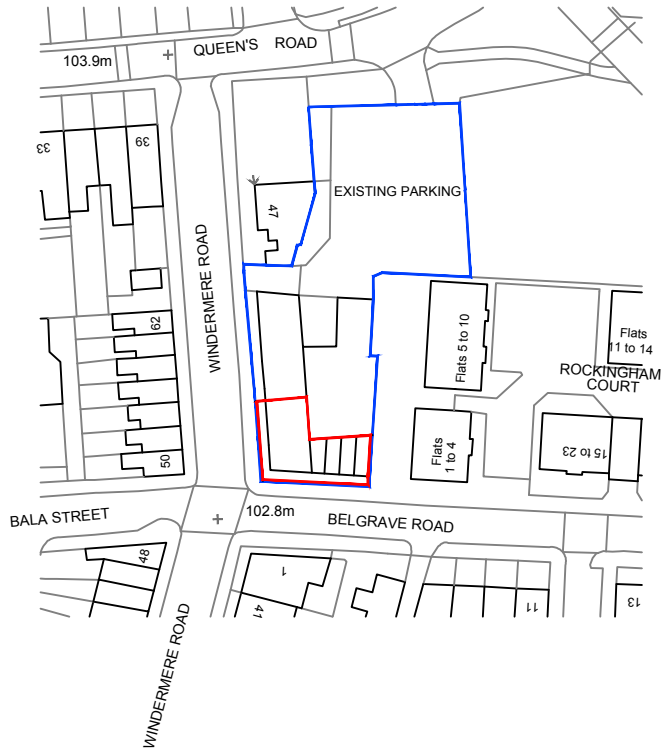 QUEEN'S ROAD
103.9m
33
39
EXISTING PARKING
47
WINDERMERE ROAD
62
Flats 5 to 10
Flats
11 to 14
ROCKINGHAM
COURT
50
Flats
1 to 4
15 to 23
102.8m
BALA STREET
BELGRAVE ROAD
48
1
41
11
13
WINDERMERE ROAD